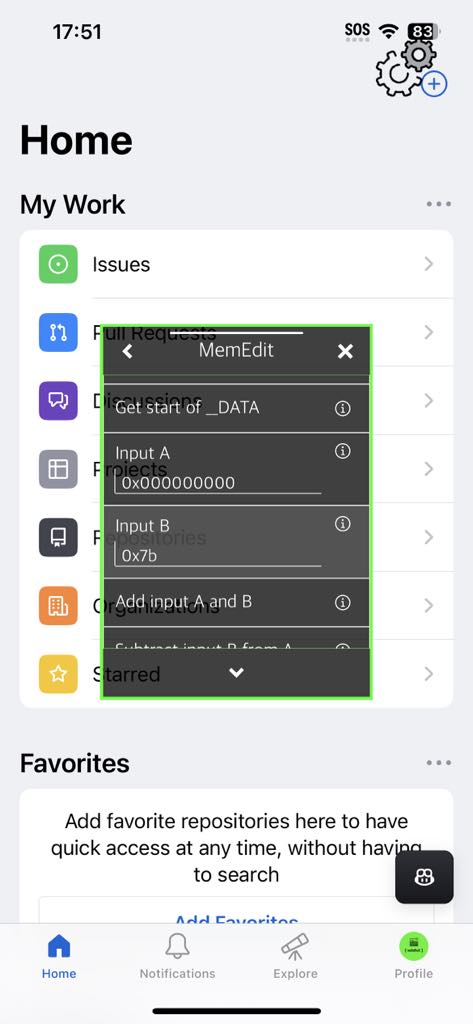 17:51
SOS
83
Home
My Work
Issues
Pull Requests
MemEdit
Discussions
Get start of __DATA
Input A
Projects
0x000000000
Input B
Repositories
0x7b
Organizations
Add input A and B
Subtract input B from A
Starred
Favorites
Add favorite repositories here to have
quick access at any time, without having
to search
Add Favorites
Home
Notifications
Explore
Profile